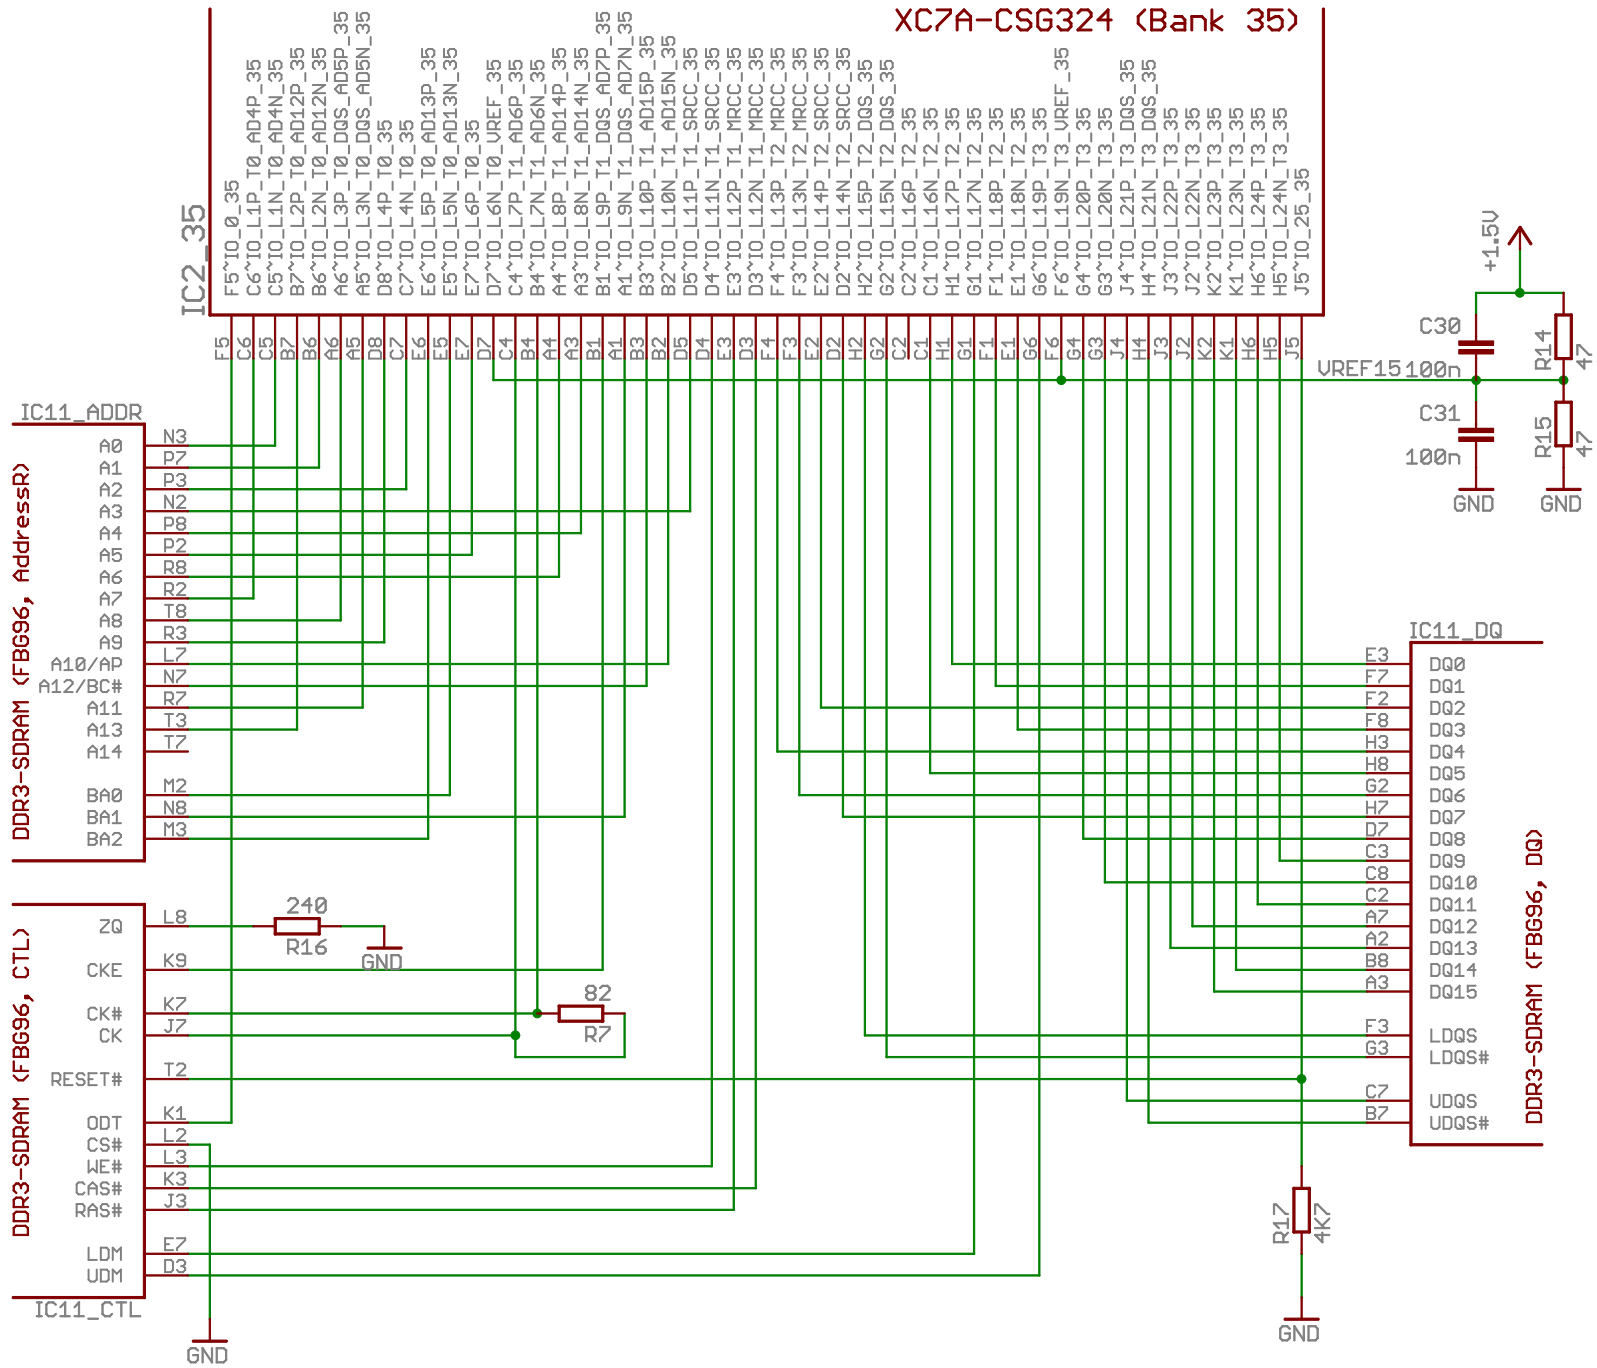 XC7A-CSG324 (Bank 35)
IC2_35
F5~IO_0_35
C6~IO_L1P_T0_AD4P_35
C5~IO_L1N_T0_AD4N_35
B7~IO_L2P_T0_AD12P_35
B6~IO_L2N_T0_AD12N_35
A6~IO_L3P_T0_DQS_AD5P_35
A5~IO_L3N_T0_DQS_AD5N_35
D8~IO_L4P_T0_35
C7~IO_L4N_T0_35
E6~IO_L5P_T0_AD13P_35
E5~IO_L5N_T0_AD13N_35
E7~IO_L6P_T0_35
D7~IO_L6N_T0_VREF_35
C4~IO_L7P_T1_AD6P_35
B4~IO_L7N_T1_AD6N_35
A4~IO_L8P_T1_AD14P_35
A3~IO_L8N_T1_AD14N_35
B1~IO_L9P_T1_DQS_AD7P_35
A1~IO_L9N_T1_DQS_AD7N_35
B3~IO_L10P_T1_AD15P_35
B2~IO_L10N_T1_AD15N_35
D5~IO_L11P_T1_SRCC_35
D4~IO_L11N_T1_SRCC_35
E3~IO_L12P_T1_MRCC_35
D3~IO_L12N_T1_MRCC_35
F4~IO_L13P_T2_MRCC_35
F3~IO_L13N_T2_MRCC_35
E2~IO_L14P_T2_SRCC_35
D2~IO_L14N_T2_SRCC_35
H2~IO_L15P_T2_DQS_35
G2~IO_L15N_T2_DQS_35
C2~IO_L16P_T2_35
C1~IO_L16N_T2_35
H1~IO_L17P_T2_35
G1~IO_L17N_T2_35
F1~IO_L18P_T2_35
E1~IO_L18N_T2_35
G6~IO_L19P_T3_35
F6~IO_L19N_T3_VREF_35
G4~IO_L20P_T3_35
G3~IO_L20N_T3_35
J4~IO_L21P_T3_DQS_35
H4~IO_L21N_T3_DQS_35
J3~IO_L22P_T3_35
J2~IO_L22N_T3_35
K2~IO_L23P_T3_35
K1~IO_L23N_T3_35
H6~IO_L24P_T3_35
H5~IO_L24N_T3_35
J5~IO_25_35
F5 C6 C5 B7 B6 A6 A5 D8 C7 E6 E5 E7 D7 C4 B4 A4 A3 B1 A1 B3 B2 D5 D4 E3 D3 F4 F3 E2 D2 H2 G2 C2 C1 H1 G1 F1 E1 G6 F6 G4 G3 J4 H4 J3 J2 K2 K1 H6 H5 J5
+1.5V
C30
100n
R14
47
VREF15
C31
100n
R15
47
GND
GND
IC11_ADDR
DDR3-SDRAM (FBG96, AddressR)
A0 N3
A1 P7
A2 P3
A3 N2
A4 P8
A5 P2
A6 R8
A7 R2
A8 T8
A9 R3
A10/AP L7
A12/BC# N7
A11 R7
A13 T3
A14 T7
BA0 M2
BA1 N8
BA2 M3
DDR3-SDRAM (FBG96, CTL)
ZQ L8
240
R16
GND
CKE K9
CK# K7
82
R7
CK J7
RESET# T2
ODT K1
CS# L2
WE# L3
CAS# K3
RAS# J3
LDM E7
UDM D3
IC11_CTL
GND
IC11_DQ
E3 DQ0
F7 DQ1
F2 DQ2
F8 DQ3
H3 DQ4
H8 DQ5
G2 DQ6
H7 DQ7
D7 DQ8
C3 DQ9
C8 DQ10
C2 DQ11
A7 DQ12
A2 DQ13
B8 DQ14
A3 DQ15
F3 LDQS
G3 LDQS#
C7 UDQS
B7 UDQS#
DDR3-SDRAM (FBG96, DQ)
R17
4K7
GND